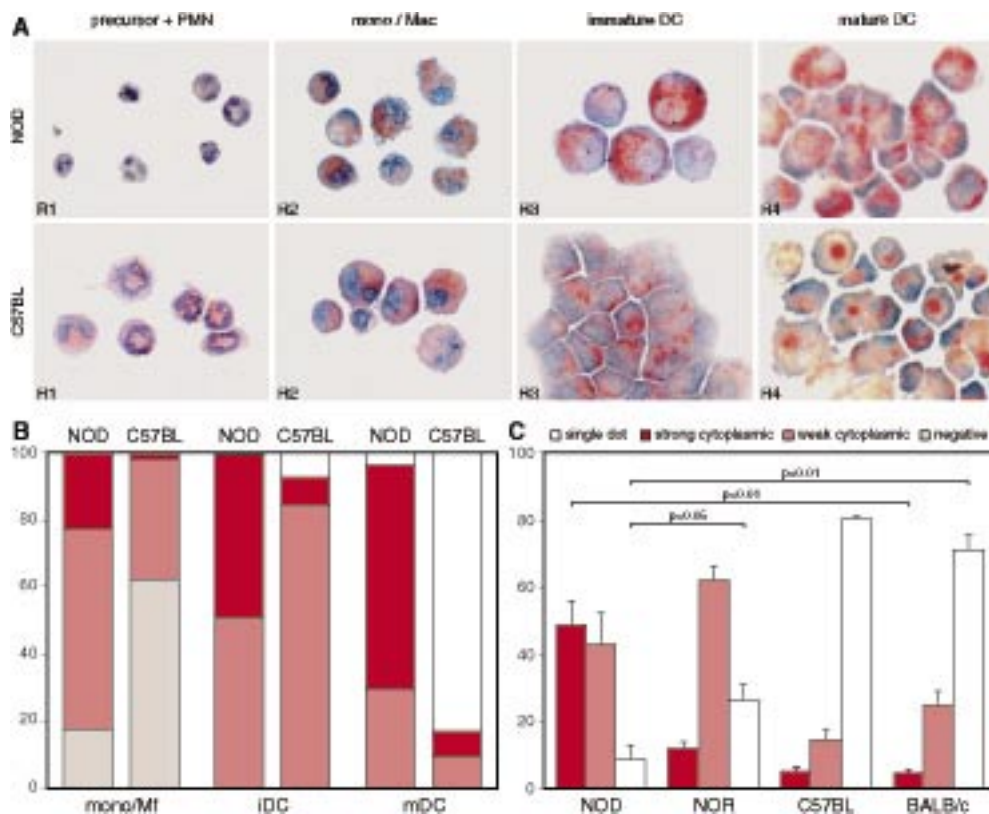 precursor + PMN mono / Mac immature DC mature DC
A
NOD
R1 R2 R3 R4
C57BL
R1 R2 R3 R4
B
NOD C57BL NOD C57BL NOD C57BL
100
80
60
40
20
0
mono/Mf iDC mDC
C
single dot strong cytoplasmic weak cytoplasmic negative
100
80
60
40
20
0
p=0.01
p=0.05
NOD NOR C57BL BALB/c